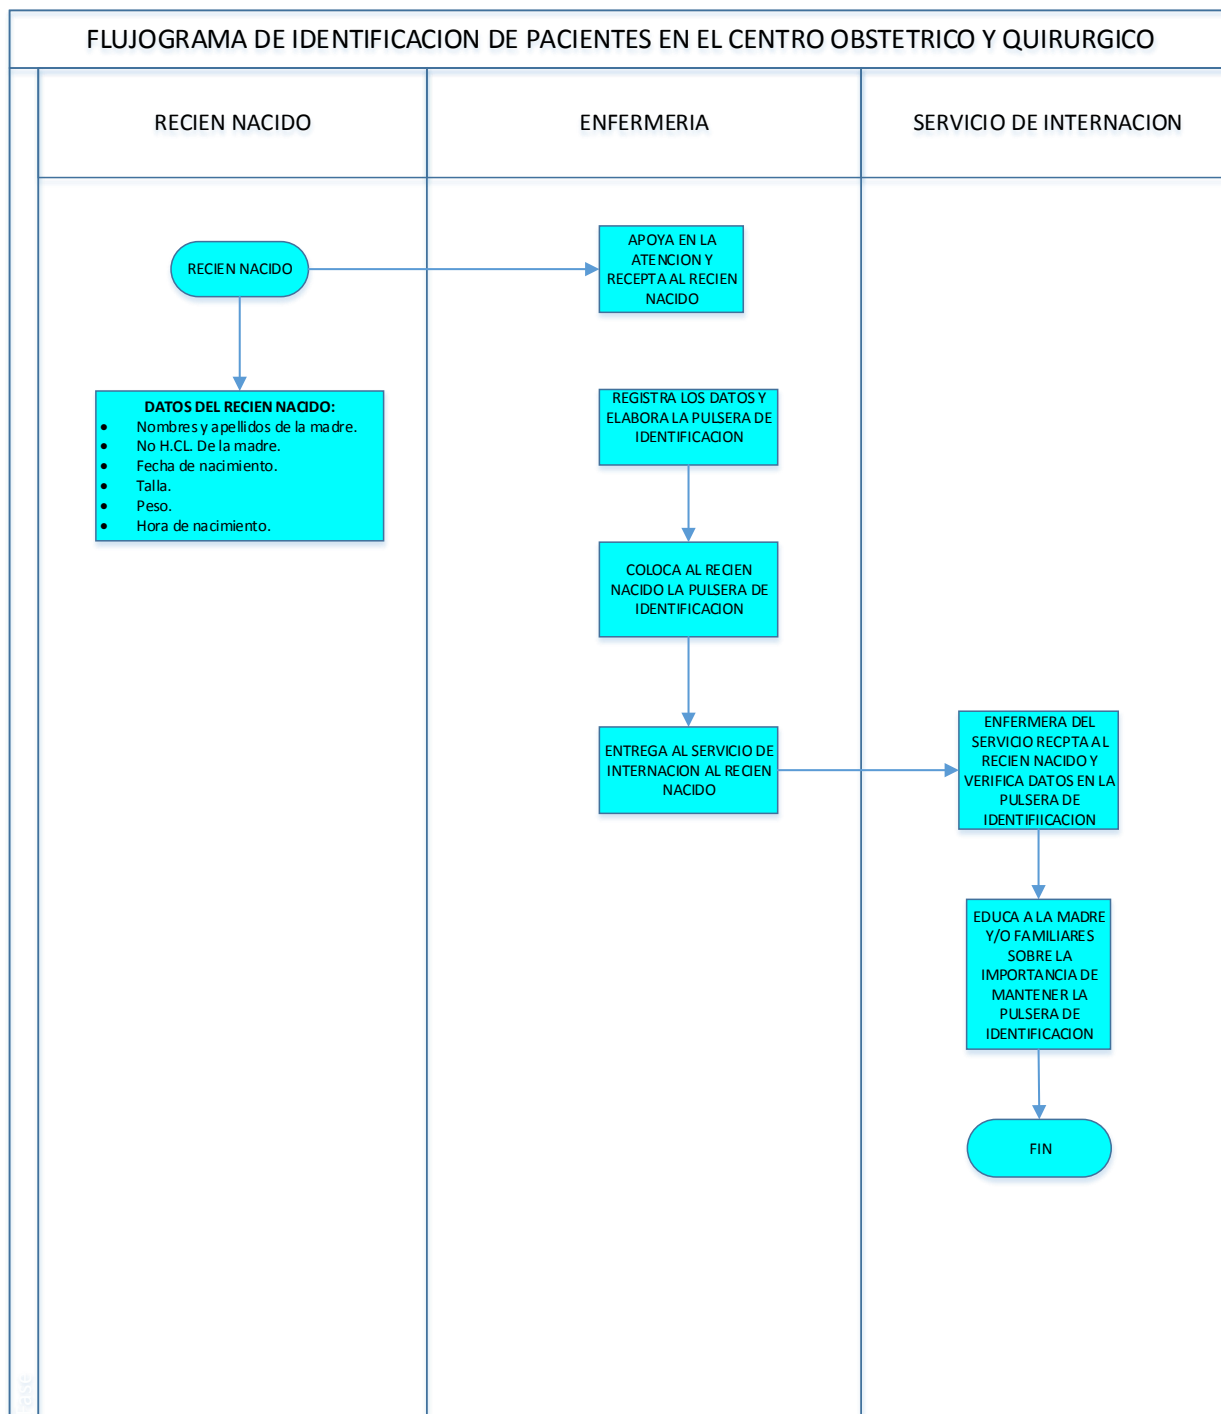 FLUJOGRAMA DE IDENTIFICACION DE PACIENTES EN EL CENTRO OBSTETRICO Y QUIRURGICO
RECIEN NACIDO
ENFERMERIA
SERVICIO DE INTERNACION
RECIEN NACIDO
APOYA EN LA
ATENCION Y
RECEPTA AL RECIEN
NACIDO
DATOS DEL RECIEN NACIDO:
• Nombres y apellidos de la madre.
• No H.CL. De la madre.
• Fecha de nacimiento.
• Talla.
• Peso.
• Hora de nacimiento.
REGISTRA LOS DATOS Y
ELABORA LA PULSERA DE
IDENTIFICACION
COLOCA AL RECIEN
NACIDO LA PULSERA DE
IDENTIFICACION
ENTREGA AL SERVICIO DE
INTERNACION AL RECIEN
NACIDO
ENFERMERA DEL
SERVICIO RECPTA AL
RECIEN NACIDO Y
VERIFICA DATOS EN LA
PULSERA DE
IDENTIFIICACION
EDUCA A LA MADRE
Y/O FAMILIARES
SOBRE LA
IMPORTANCIA DE
MANTENER LA
PULSERA DE
IDENTIFICACION
FIN
Fase